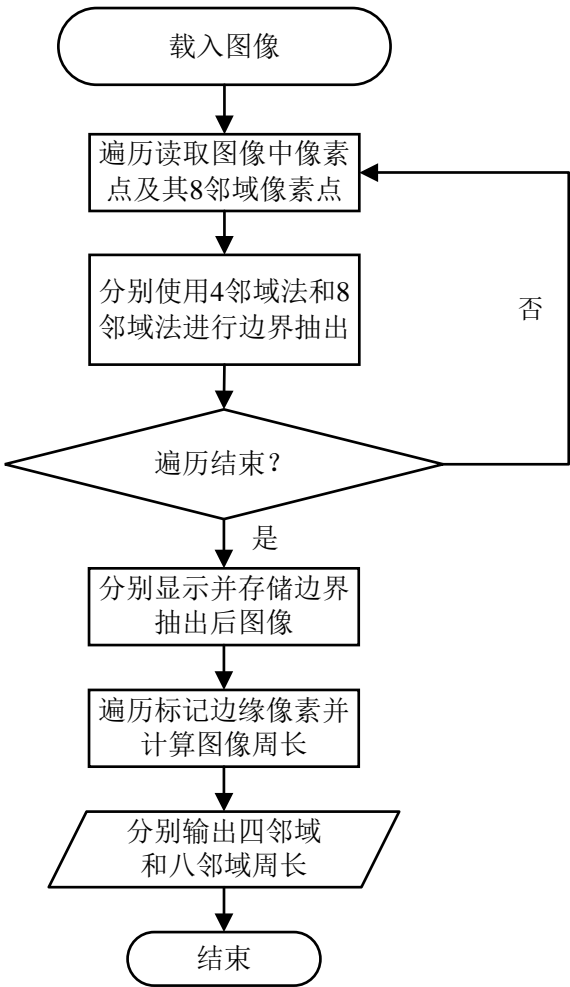 载入图像
遍历读取图像中像素
点及其8邻域像素点
分别使用4邻域法和8
邻域法进行边界抽出
否
遍历结束？
是
分别显示并存储边界
抽出后图像
遍历标记边缘像素并
计算图像周长
分别输出四邻域
和八邻域周长
结束